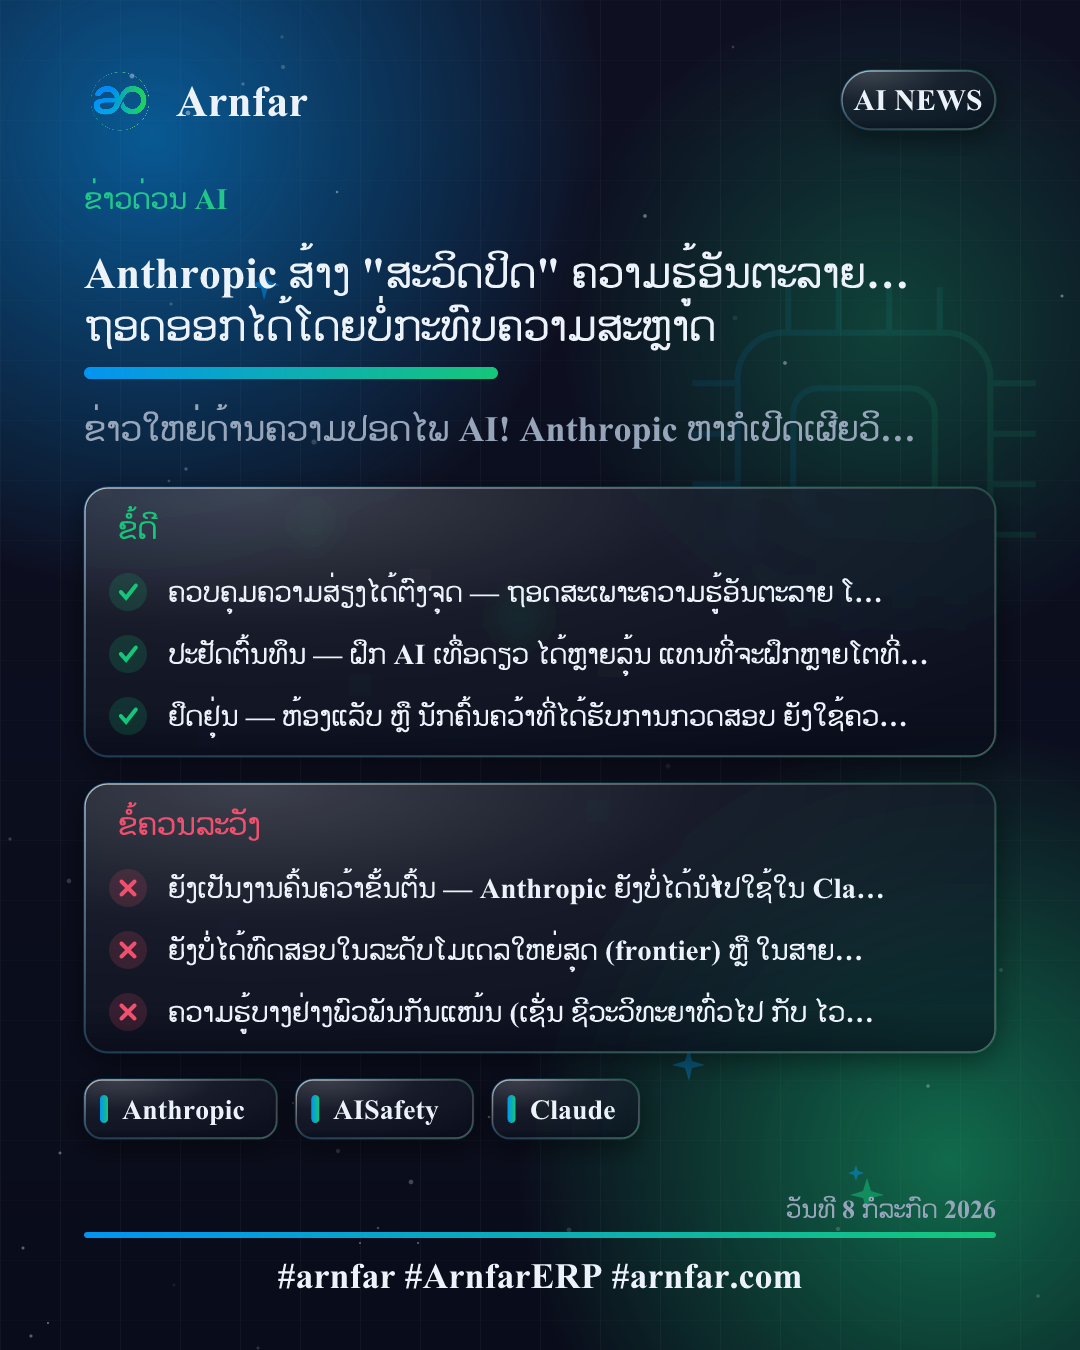 Arnfar
AI NEWS
ຂ່າວດ່ວນ AI
Anthropic ສ້າງ "ສະວິດປິດ" ຄວາມຮູ້ອັນຕະລາຍ...
ຖອດອອກໄດ້ໂດຍບໍ່ກະທົບຄວາມສະຫຼາດ
ຂ່າວໃຫຍ່ດ້ານຄວາມປອດໄພ AI! Anthropic ຫາກໍເປີດເຜີຍວິ...
ຂໍ້ດີ
ຄວບຄຸມຄວາມສ່ຽງໄດ້ຕົງຈຸດ — ຖອດສະເພາະຄວາມຮູ້ອັນຕະລາຍ ໂ...
ປະຢັດຕົ້ນທຶນ — ຝຶກ AI ເທື່ອດຽວ ໄດ້ຫຼາຍລຸ້ນ ແທນທີ່ຈະຝຶກຫຼາຍໂຕທີ່...
ຢືດຢຸ່ນ — ຫ້ອງແລັບ ຫຼື ນັກຄົ້ນຄວ້າທີ່ໄດ້ຮັບການກວດສອບ ຍັງໃຊ້ຄວ...
ຂໍ້ຄວນລະວັງ
ຍັງເປັນງານຄົ້ນຄວ້າຂັ້ນຕົ້ນ — Anthropic ຍັງບໍ່ໄດ້ນຳໄປໃຊ້ໃນ Cla...
ຍັງບໍ່ໄດ້ທົດສອບໃນລະດັບໂມເດລໃຫຍ່ສຸດ (frontier) ຫຼື ໃນສາຍ...
ຄວາມຮູ້ບາງຢ່າງພົວພັນກັນແໜ້ນ (ເຊັ່ນ ຊີວະວິທະຍາທົ່ວໄປ ກັບ ໄວ...
Anthropic
AISafety
Claude
ວັນທີ 8 ກໍລະກົດ 2026
#arnfar #ArnfarERP #arnfar.com